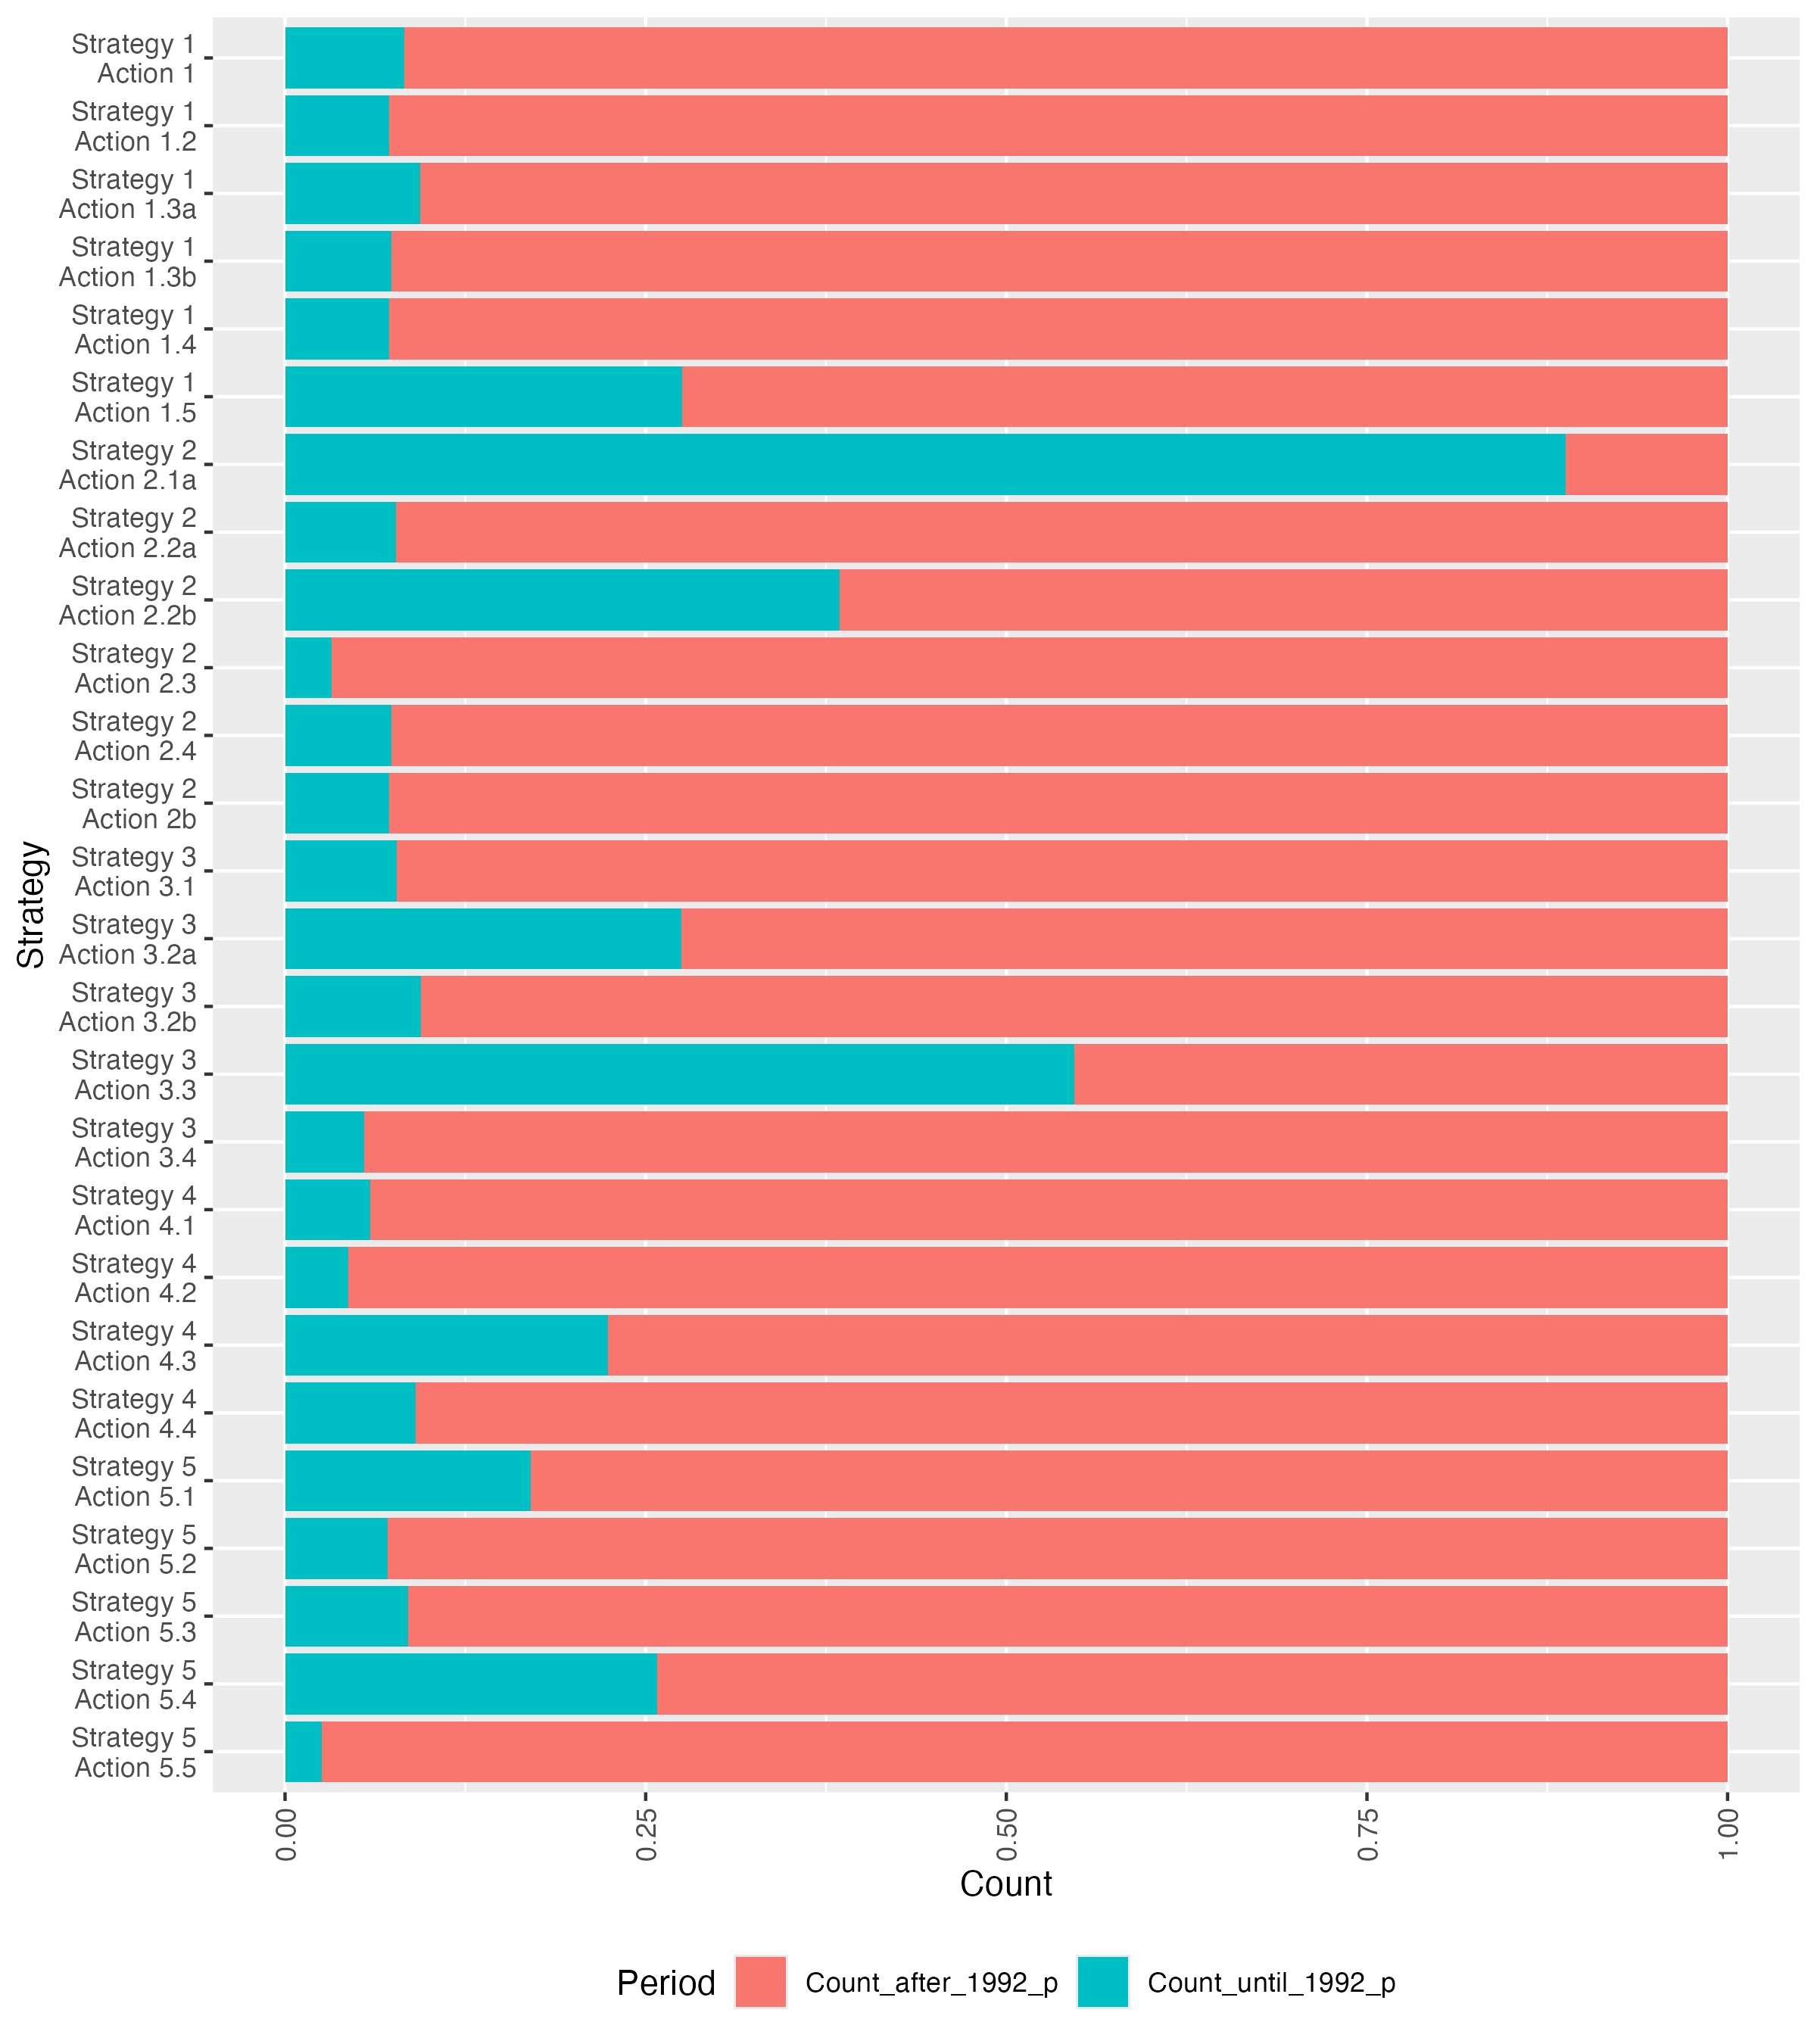 Strategy 1
Action 1
Strategy 1
Action 1.2
Strategy 1
Action 1.3a
Strategy 1
Action 1.3b
Strategy 1
Action 1.4
Strategy 1
Action 1.5
Strategy 2
Action 2.1a
Strategy 2
Action 2.2a
Strategy 2
Action 2.2b
Strategy 2
Action 2.3
Strategy 2
Action 2.4
Strategy 2
Action 2b
Strategy 3
Action 3.1
Strategy 3
Action 3.2a
Strategy 3
Action 3.2b
Strategy 3
Action 3.3
Strategy 3
Action 3.4
Strategy 4
Action 4.1
Strategy 4
Action 4.2
Strategy 4
Action 4.3
Strategy 4
Action 4.4
Strategy 5
Action 5.1
Strategy 5
Action 5.2
Strategy 5
Action 5.3
Strategy 5
Action 5.4
Strategy 5
Action 5.5
Strategy
0.00
0.25
0.50
0.75
1.00
Count
Period Count_after_1992_p Count_until_1992_p